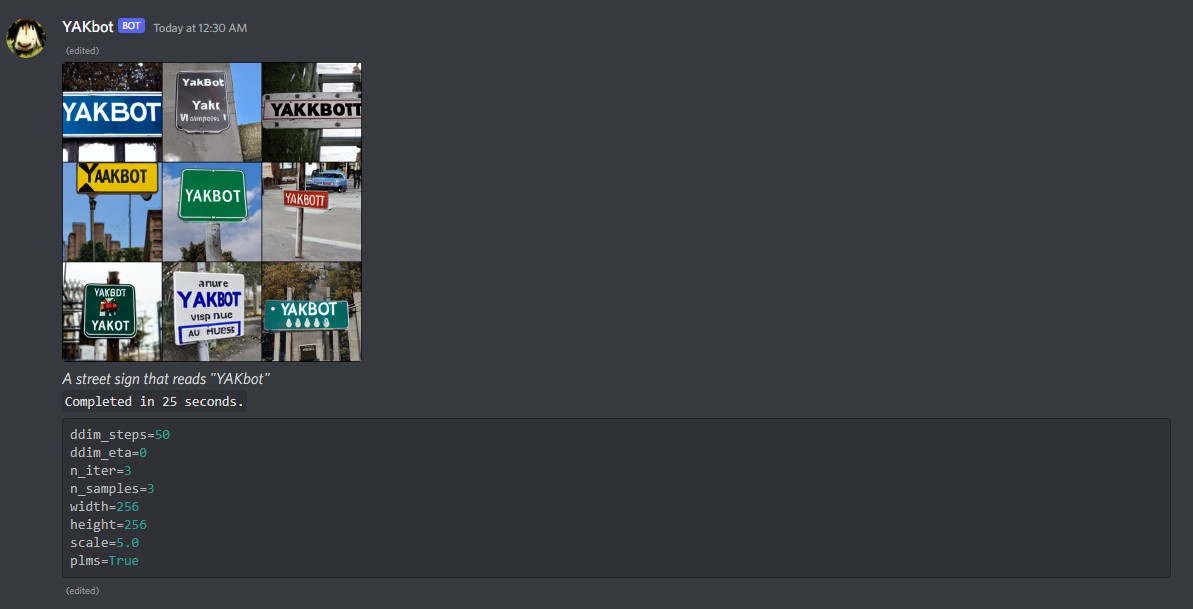 YAKbot BOT Today at 12:30 AM
(edited)
YAKBOT
YakBot
Yakr
YAKKBOTT
YAAKBOT
YAKBOT
YAKBOTT
YAKBDT
YAKOT
anure
YAKBOT
visp nue
AU HUESS
YAKBOT
A street sign that reads "YAKbot"
Completed in 25 seconds.
ddim_steps=50
ddim_eta=0
n_iter=3
n_samples=3
width=256
height=256
scale=5.0
plms=True
(edited)